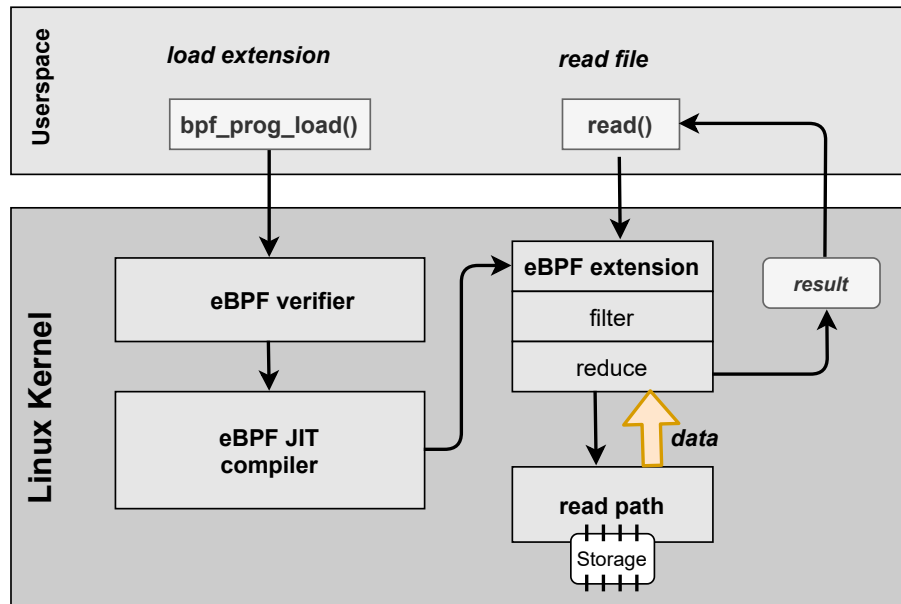 Userspace
load extension
read file
bpf_prog_load()
read()
Linux Kernel
eBPF verifier
eBPF JIT
compiler
eBPF extension
filter
reduce
result
data
read path
Storage